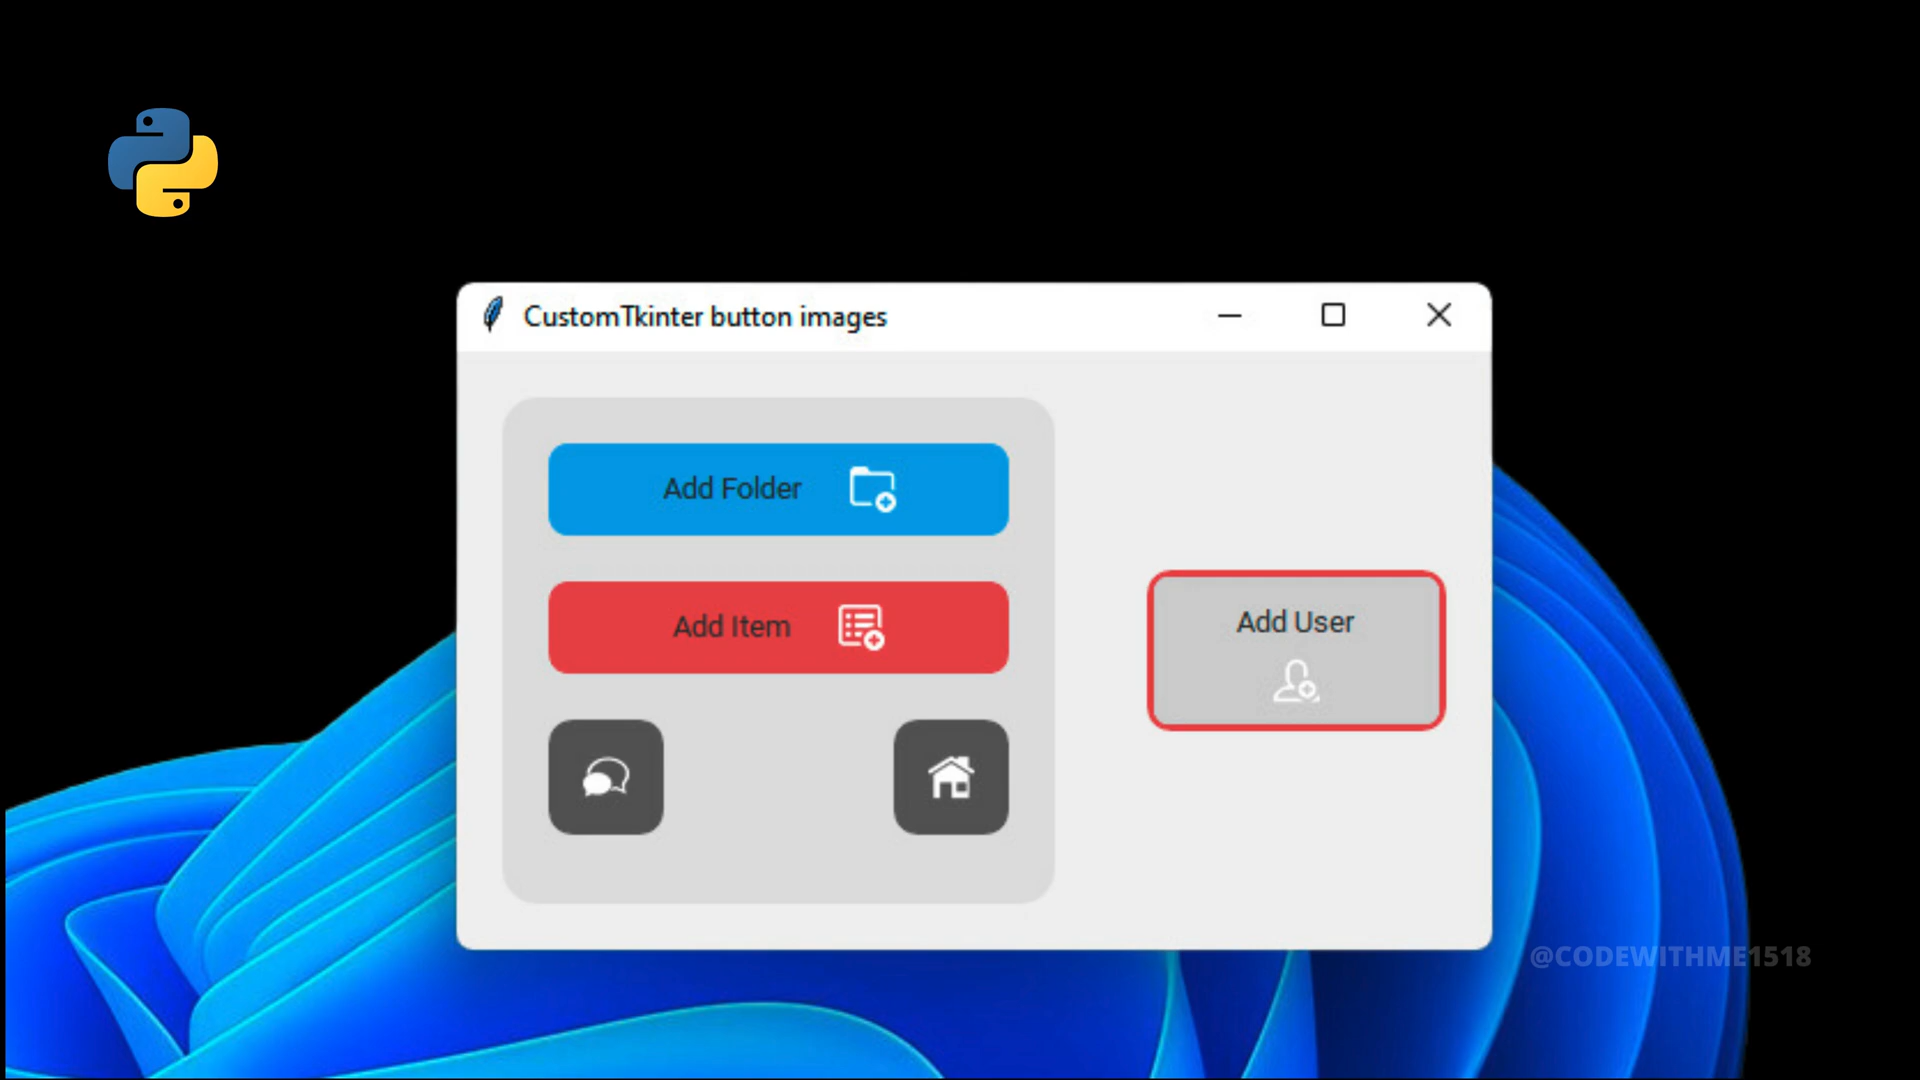 CustomTkinter button images
Add Folder
Add Item
Add User
@CODEWITHME1518